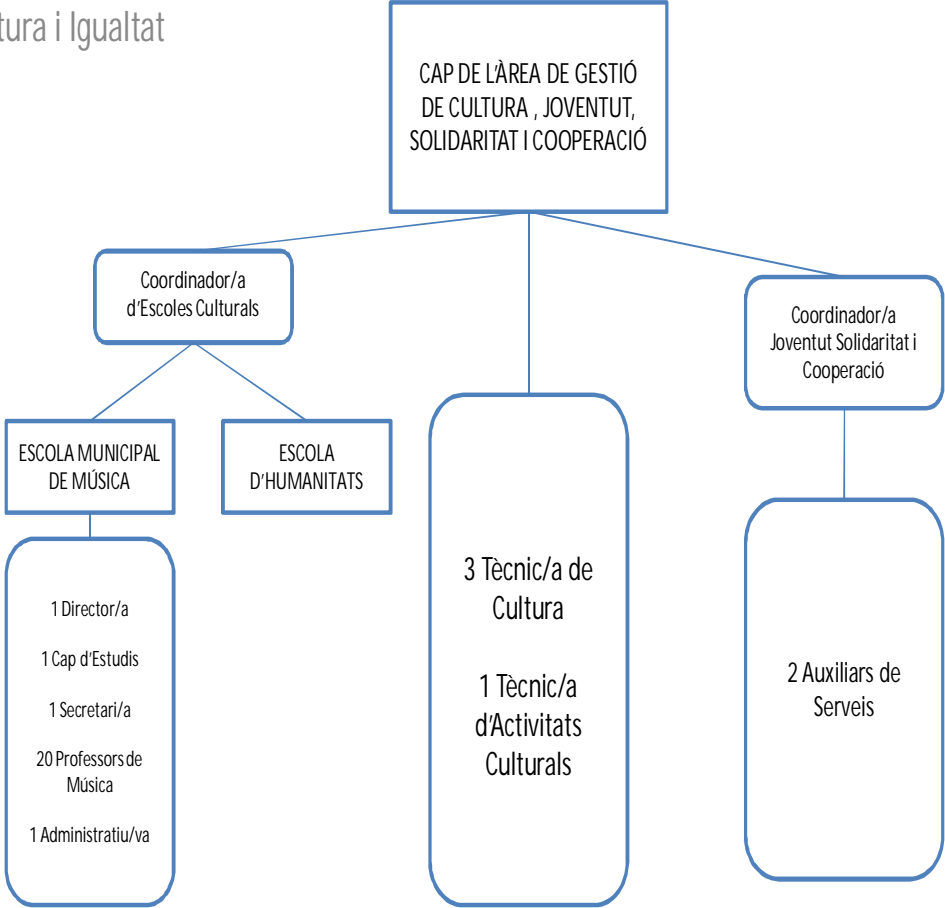 tura i Igualtat
CAP DE L'ÀREA DE GESTIÓ
DE CULTURA , JOVENTUT,
SOLIDARITAT I COOPERACIÓ
Coordinador/a
d'Escoles Culturals
Coordinador/a
Joventut Solidaritat i
Cooperació
ESCOLA MUNICIPAL
DE MÚSICA
ESCOLA
D'HUMANITATS
1 Director/a
1 Cap d'Estudis
1 Secretari/a
20 Professors de
Música
1 Administratiu/va
3 Tècnic/a de
Cultura
1 Tècnic/a
d'Activitats
Culturals
2 Auxiliars de
Serveis